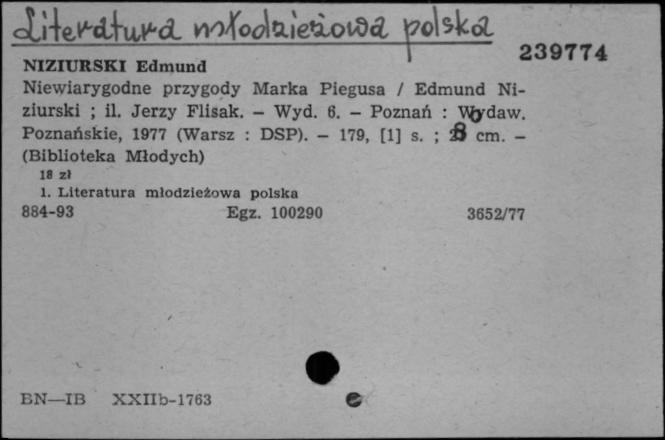 Literatura młodzieżowa polska
239774
NIZIURSKI Edmund
Niewiarygodne przygody Marka Piegusa / Edmund Ni-
ziurski ; il. Jerzy Flisak. — Wyd. 6. — Poznań : Wydaw.
Poznańskie, 1977 (Warsz : DSP). — 179, [1] s. ; cm. —
(Biblioteka Młodych)
18 zł
1. Literatura młodzieżowa polska
884-93 Egz. 100290 3652/77
BN—IB XXIIb-1763